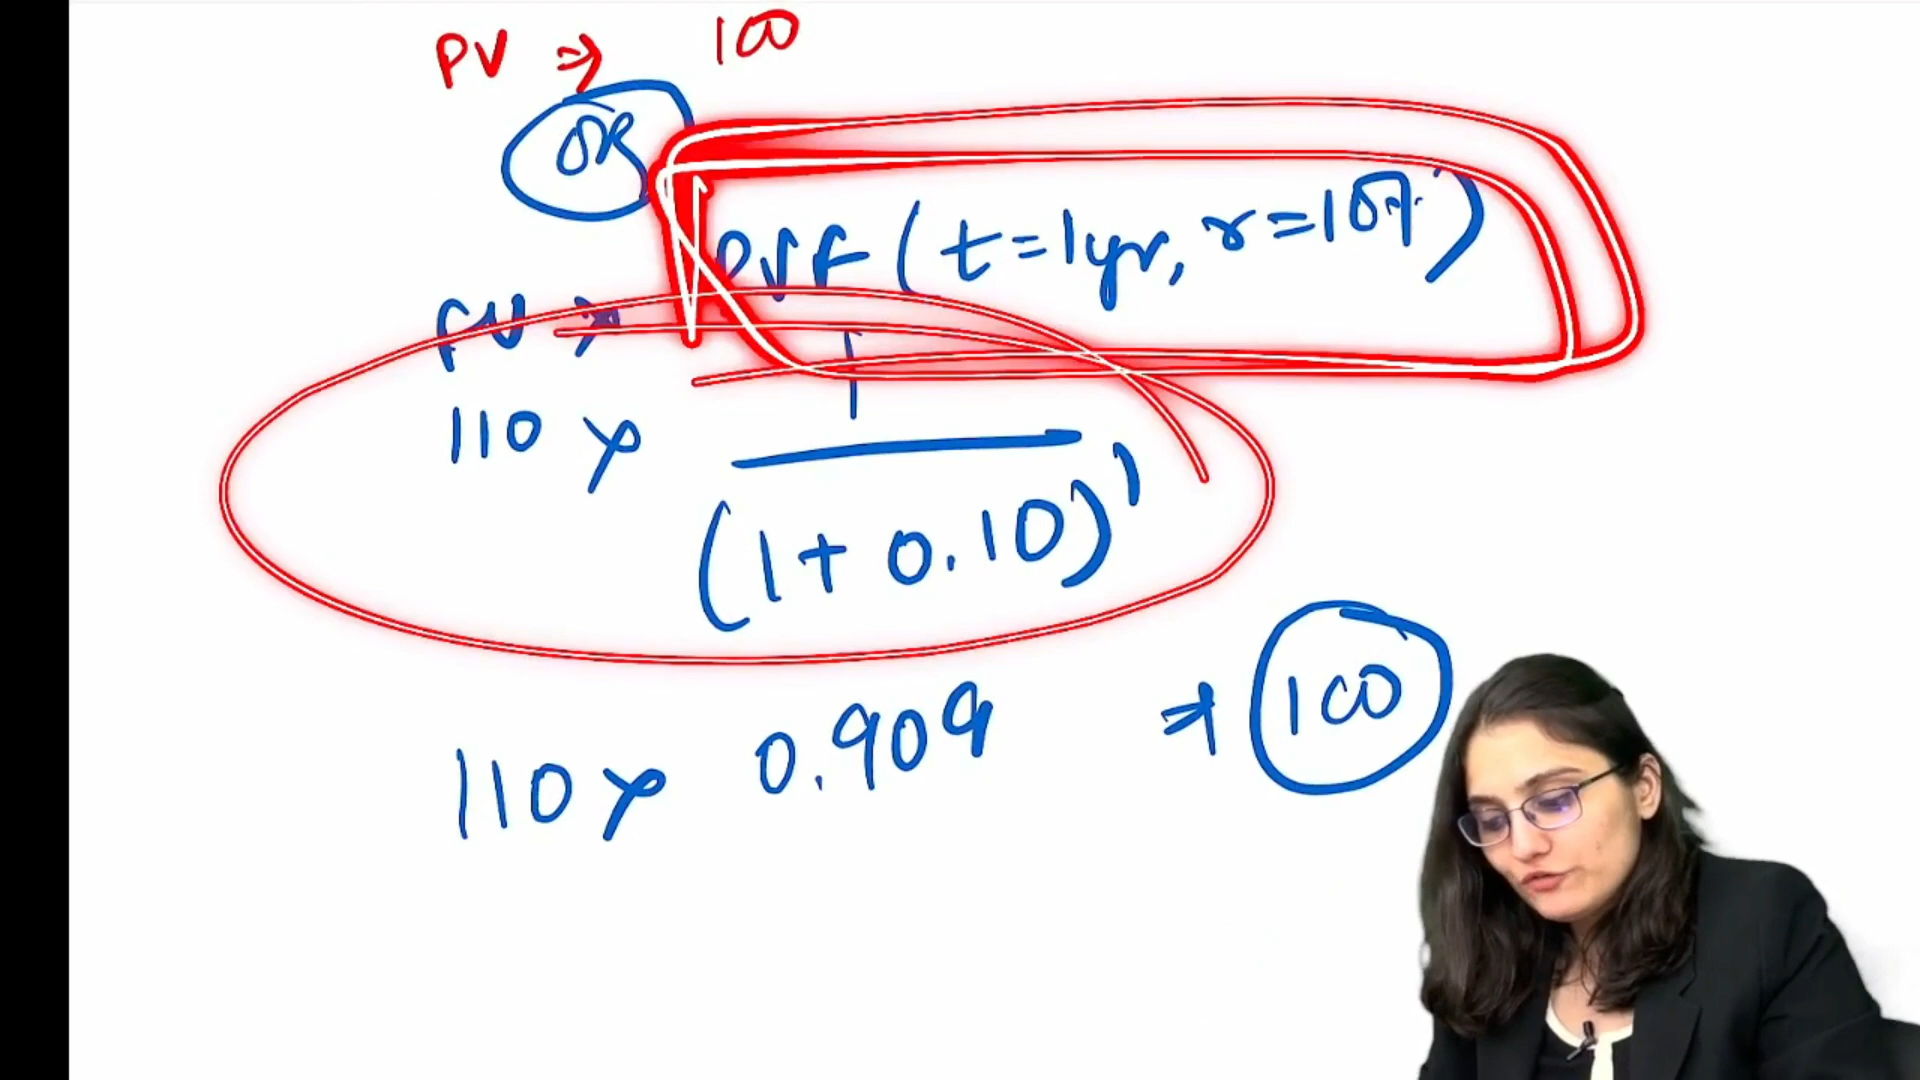 PV ⇒ 100
OR
PVF (t=1yr, r=10%)
FV ⇒
110 × 1
(1+0.10)¹
110 × 0.909 ⇒ 100